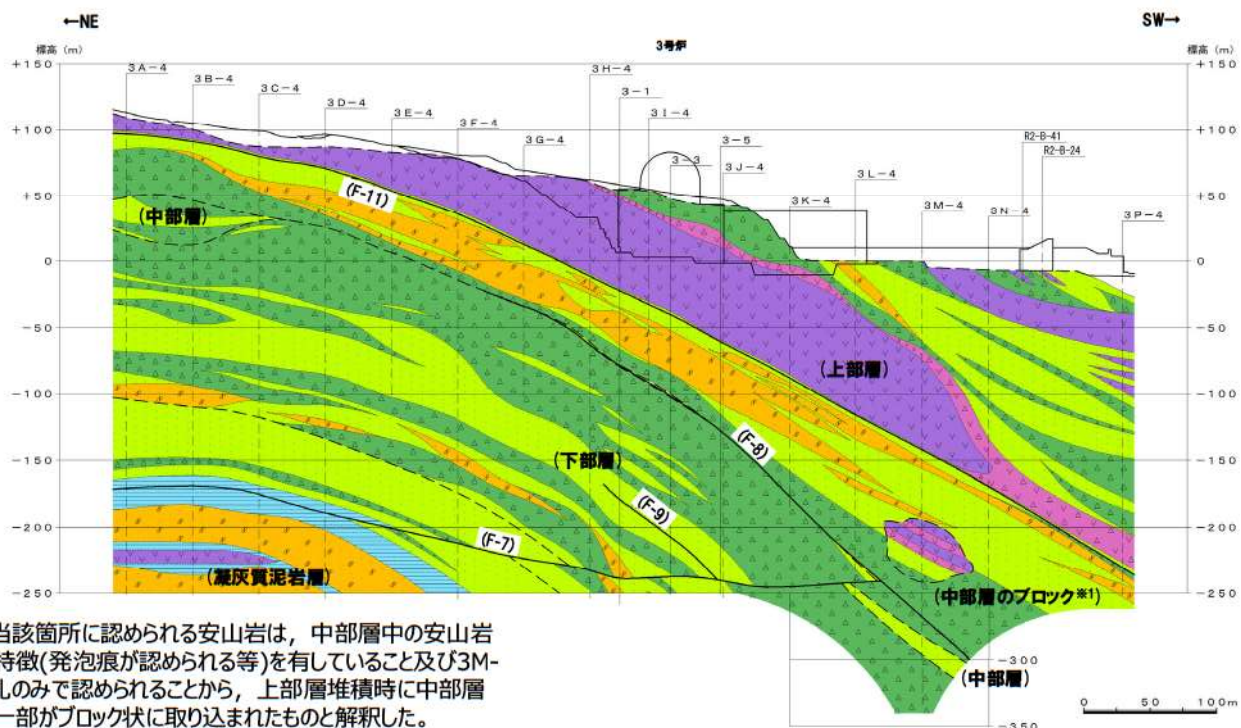 ←NE
SW→
標高（m）
3号炉
標高（m）
+150
+150
3A-4
3B-4
3C-4
3D-4
3E-4
3F-4
3G-4
3H-4
3-1
3I-4
3-3
3-5
3J-4
3K-4
3L-4
3M-4
3N-4
R2-B-41
R2-B-24
3P-4
+100
+100
+50
+50
0
0
-50
-50
-100
-100
-150
-150
-200
-200
-250
-250
(F-11)
(中部層)
(上部層)
(F-8)
(下部層)
(F-9)
(F-7)
(凝灰質泥岩層)
(中部層のブロック※1)
(中部層)
-300
-350
0 50 100m
当該箇所に認められる安山岩は，中部層中の安山岩
特徴(発泡痕が認められる等)を有していること及び3M-
しのみで認められることから，上部層堆積時に中部層
一部がブロック状に取り込まれたものと解釈した。